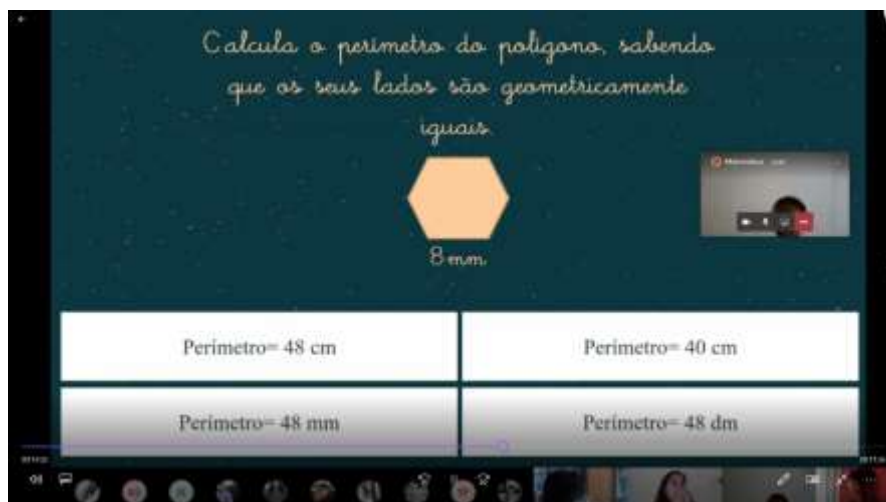 Calcula o perímetro do polígono, sabendo
que os seus lados são geometricamente
iguais.
8 mm
Perímetro= 48 cm
Perímetro= 40 cm
Perímetro= 48 mm
Perímetro= 48 dm